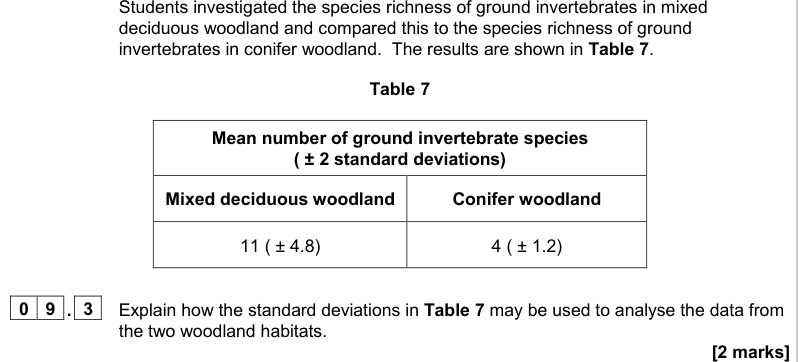 Students investigated the species richness of ground invertebrates in mixed
deciduous woodland and compared this to the species richness of ground
invertebrates in conifer woodland. The results are shown in Table 7.
Table 7
Mean number of ground invertebrate species
( ± 2 standard deviations)
Mixed deciduous woodland Conifer woodland
11 ( ± 4.8) 4 ( ± 1.2)
0 9 . 3 Explain how the standard deviations in Table 7 may be used to analyse the data from
the two woodland habitats.
[2 marks]